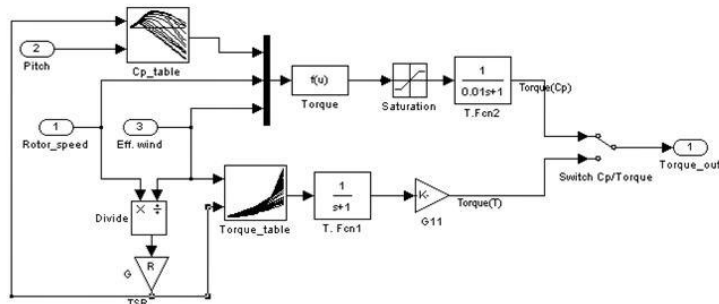 2
Pitch
Cp_table
1
Rotor_speed
3
Eff. wind
f(u)
Torque
Saturation
1
0.01s+1
T.Fcn2
Torque(Cp)
Switch Cp/Torque
1
Torque_out
Divide
× ÷
Torque_table
1
s+1
T. Fcn1
K-
G11
Torque(T)
G
R
TSR